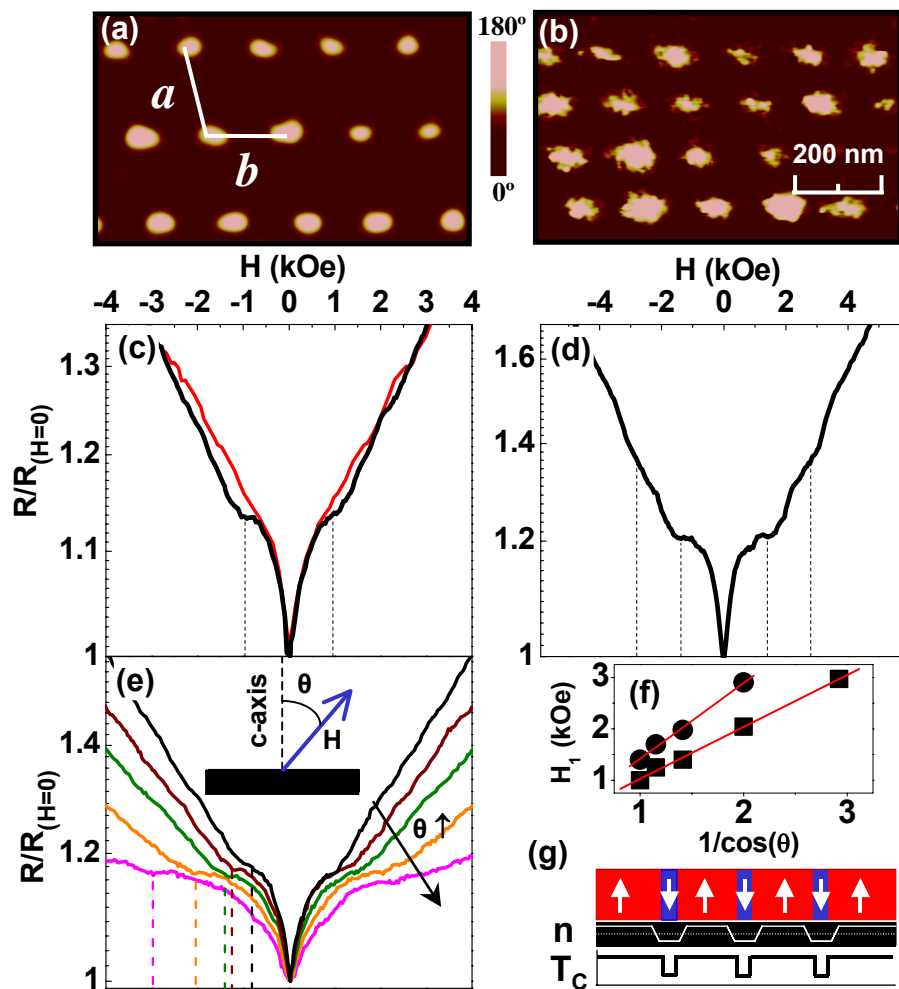 (a)
a
b
180º
0º
(b)
200 nm
H (kOe)
-4 -3 -2 -1 0 1 2 3 4
H (kOe)
-4 -2 0 2 4
(c)
R/R(H=0)
1.3
1.2
1.1
1
(d)
R/R(H=0)
1.6
1.4
1.2
1
(e)
R/R(H=0)
1.4
1.2
1
c-axis
θ
H
θ↑
(f)
H1 (kOe)
3
2
1
1 2 3
1/cos(θ)
(g)
n
TC